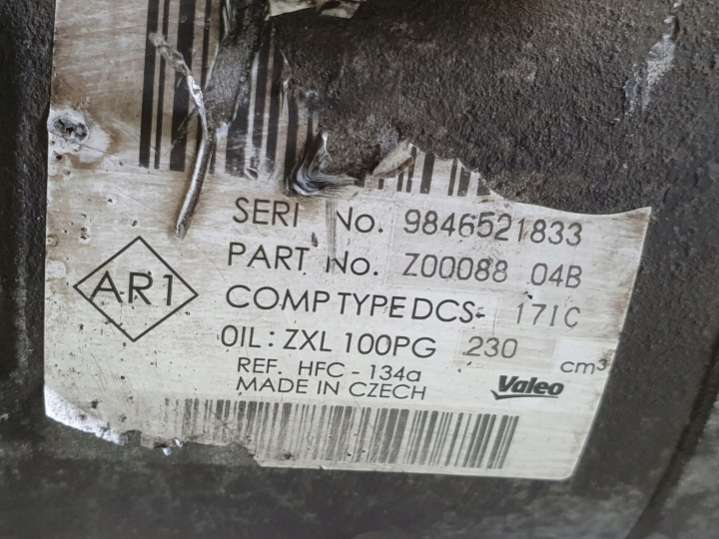 SERI No. 9846521833
PART No. Z00088 04B
AR1
COMP TYPE DCS- 171C
OIL : ZXL 100PG 230 cm³
REF. HFC - 134a
MADE IN CZECH
Valeo